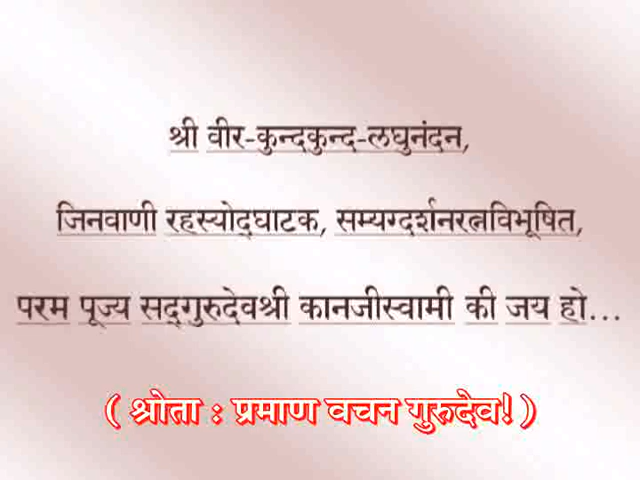 श्री वीर-कुन्दकुन्द-लघुनंदन,
जिनवाणी रहस्योद्‌घाटक, सम्यग्दर्शनरत्नविभूषित,
परम पूज्य सद्‌गुरुदेवश्री कानजीस्वामी की जय हो...
( श्रोता : प्रमाण वचन गुरुदेव! )